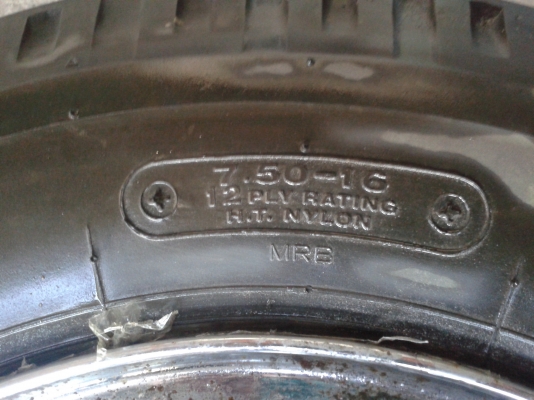 7.50-16
12 PLY RATING
H.T. NYLON
MRB